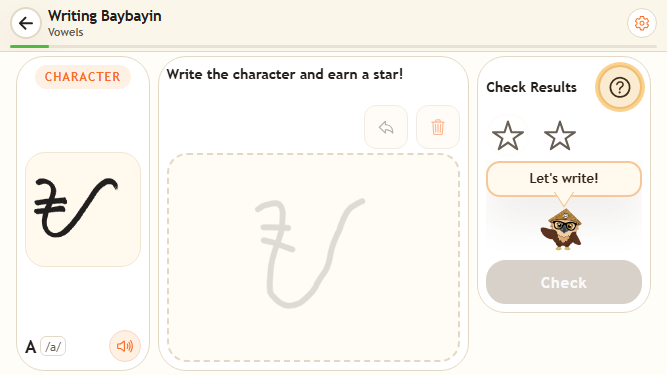 Writing Baybayin
Vowels
CHARACTER
ᜀ
A /a/
Write the character and earn a star!
ᜀ
Check Results
?
Let's write!
Check